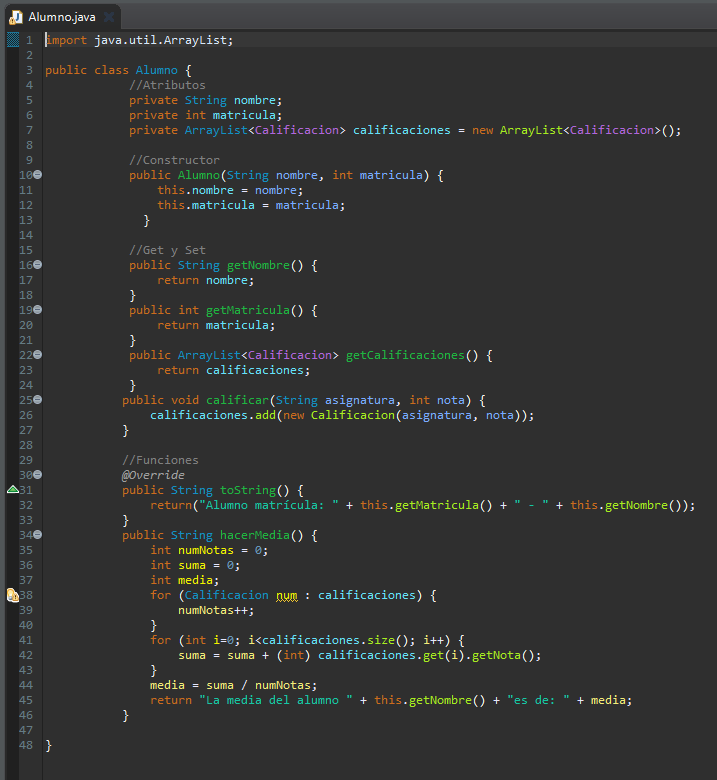 Alumno.java
1 import java.util.ArrayList;
2
3 public class Alumno {
4 //Atributos
5 private String nombre;
6 private int matricula;
7 private ArrayList<Calificacion> calificaciones = new ArrayList<Calificacion>();
8
9 //Constructor
10 public Alumno(String nombre, int matricula) {
11 this.nombre = nombre;
12 this.matricula = matricula;
13 }
14
15 //Get y Set
16 public String getNombre() {
17 return nombre;
18 }
19 public int getMatricula() {
20 return matricula;
21 }
22 public ArrayList<Calificacion> getCalificaciones() {
23 return calificaciones;
24 }
25 public void calificar(String asignatura, int nota) {
26 calificaciones.add(new Calificacion(asignatura, nota));
27 }
28
29 //Funciones
30 @Override
31 public String toString() {
32 return("Alumno matrícula: " + this.getMatricula() + " - " + this.getNombre());
33 }
34 public String hacerMedia() {
35 int numNotas = 0;
36 int suma = 0;
37 int media;
38 for (Calificacion num : calificaciones) {
39 numNotas++;
40 }
41 for (int i=0; i<calificaciones.size(); i++) {
42 suma = suma + (int) calificaciones.get(i).getNota();
43 }
44 media = suma / numNotas;
45 return "La media del alumno " + this.getNombre() + "es de: " + media;
46 }
47
48 }